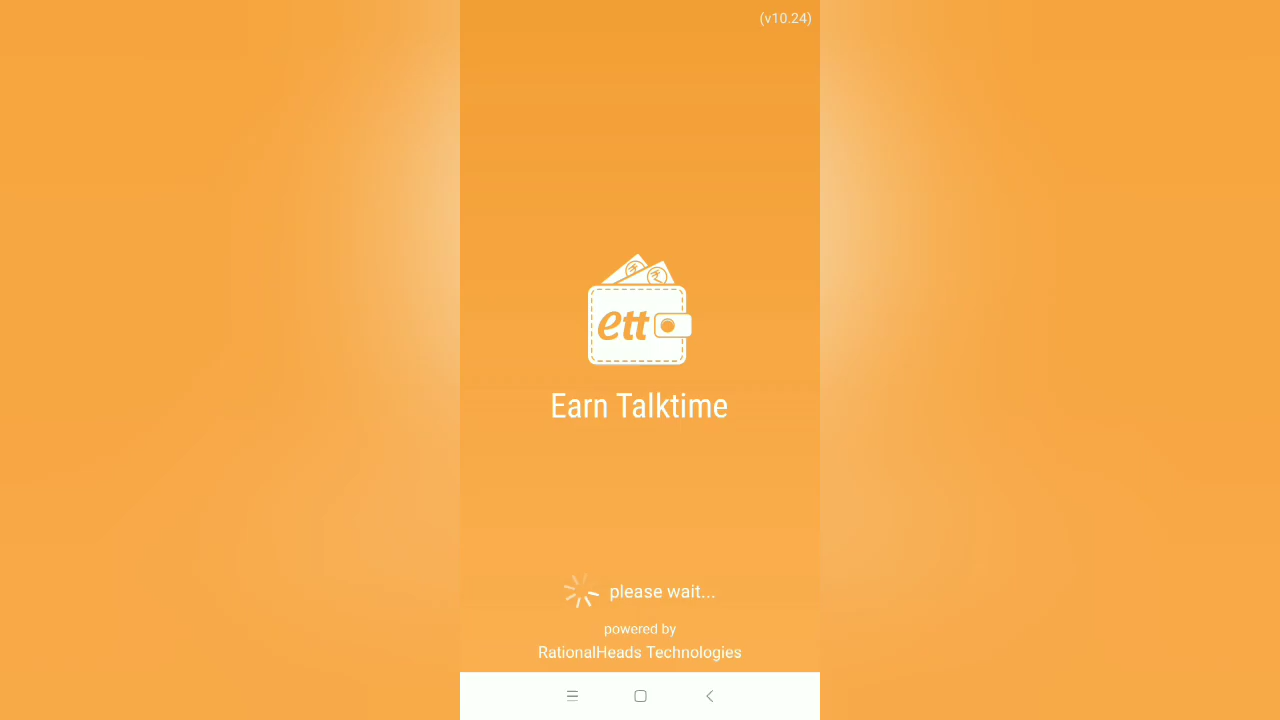 (v10.24)
ett
Earn Talktime
please wait...
powered by
RationalHeads Technologies